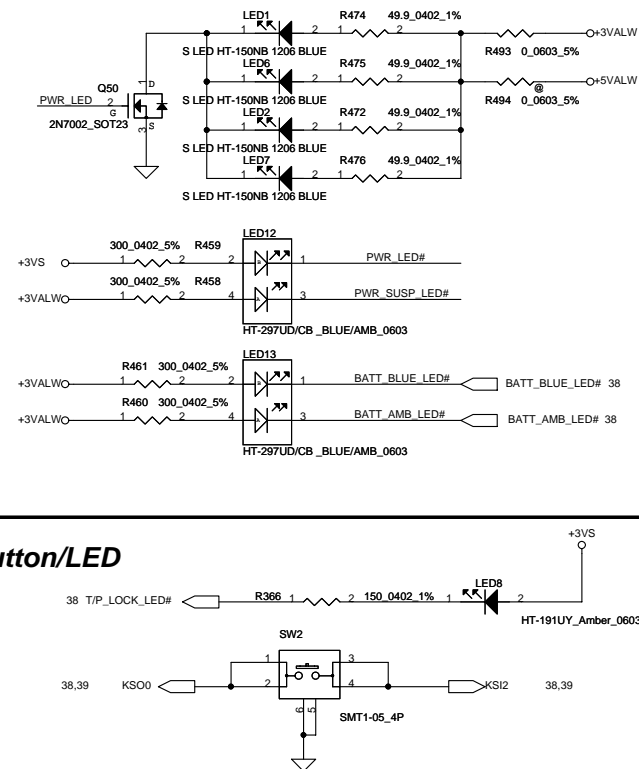 LED1
1 2
R474 49.9_0402_1%
1 2
S LED HT-150NB 1206 BLUE
+3VALW
R493 0_0603_5%
LED6
1 2
R475 49.9_0402_1%
1 2
S LED HT-150NB 1206 BLUE
+5VALW
@
R494 0_0603_5%
PWR_LED 2
G
Q50
1
D
S
3
2N7002_SOT23
LED2
1 2
R472 49.9_0402_1%
1 2
S LED HT-150NB 1206 BLUE
LED7
1 2
R476 49.9_0402_1%
1 2
S LED HT-150NB 1206 BLUE
LED12
300_0402_5% R459
+3VS 1 2 2 B 1 PWR_LED#
300_0402_5% R458
+3VALW 1 2 4 A 3 PWR_SUSP_LED#
HT-297UD/CB _BLUE/AMB_0603
LED13
R461 300_0402_5%
+3VALW 1 2 2 B 1 BATT_BLUE_LED# BATT_BLUE_LED# 38
R460 300_0402_5%
+3VALW 1 2 4 A 3 BATT_AMB_LED# BATT_AMB_LED# 38
HT-297UD/CB _BLUE/AMB_0603
utton/LED
+3VS
LED8
38 T/P_LOCK_LED# R366 1 2 150_0402_1% 1 2
HT-191UY_Amber_0603
SW2
1 3
38,39 KSO0 2 4 KSI2 38,39
6 5
SMT1-05_4P